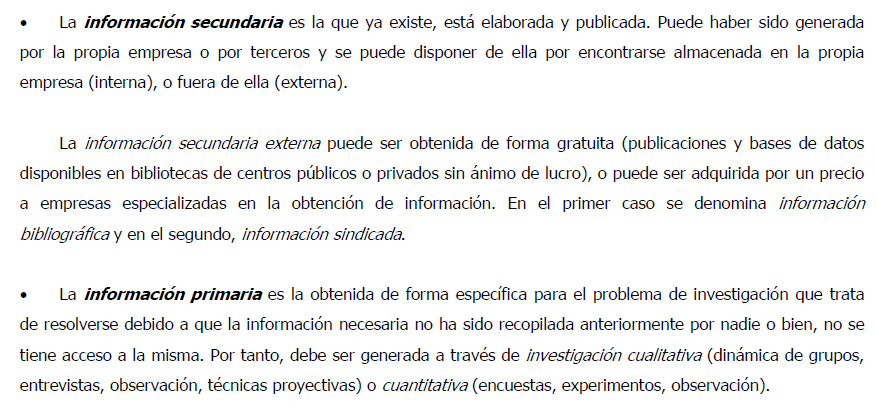 • La información secundaria es la que ya existe, está elaborada y publicada. Puede haber sido generada
por la propia empresa o por terceros y se puede disponer de ella por encontrarse almacenada en la propia
empresa (interna), o fuera de ella (externa).
La información secundaria externa puede ser obtenida de forma gratuita (publicaciones y bases de datos
disponibles en bibliotecas de centros públicos o privados sin ánimo de lucro), o puede ser adquirida por un precio
a empresas especializadas en la obtención de información. En el primer caso se denomina información
bibliográfica y en el segundo, información sindicada.
• La información primaria es la obtenida de forma específica para el problema de investigación que trata
de resolverse debido a que la información necesaria no ha sido recopilada anteriormente por nadie o bien, no se
tiene acceso a la misma. Por tanto, debe ser generada a través de investigación cualitativa (dinámica de grupos,
entrevistas, observación, técnicas proyectivas) o cuantitativa (encuestas, experimentos, observación).